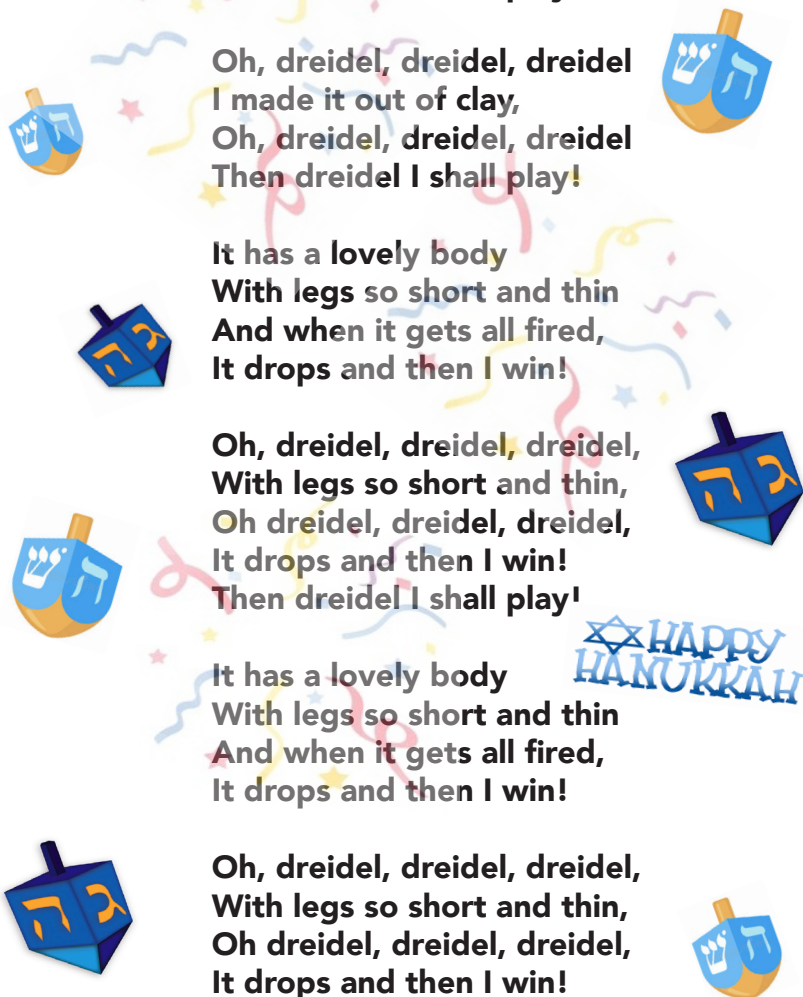 Oh, dreidel, dreidel, dreidel
I made it out of clay,
Oh, dreidel, dreidel, dreidel
Then dreidel I shall play!
It has a lovely body
With legs so short and thin
And when it gets all fired,
It drops and then I win!
Oh, dreidel, dreidel, dreidel,
With legs so short and thin,
Oh dreidel, dreidel, dreidel,
It drops and then I win!
Then dreidel I shall play!
HAPPY
HANUKKAH
It has a lovely body
With legs so short and thin
And when it gets all fired,
It drops and then I win!
Oh, dreidel, dreidel, dreidel,
With legs so short and thin,
Oh dreidel, dreidel, dreidel,
It drops and then I win!
ש ה
ש ה
ג ה
ג ה
ש ה
ג ה
ש ה